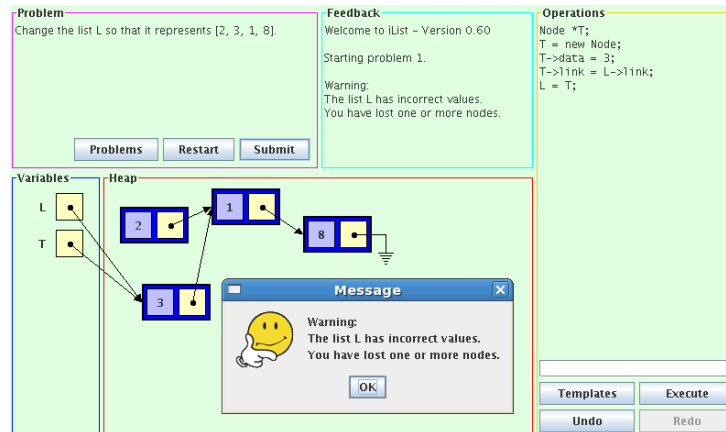 Problem
Change the list L so that it represents [2, 3, 1, 8].
Problems
Restart
Submit
Feedback
Welcome to iList - Version 0.60
Starting problem 1.
Warning:
The list L has incorrect values.
You have lost one or more nodes.
Operations
Node *T;
T = new Node;
T->data = 3;
T->link = L->link;
L = T;
Variables
L
T
Heap
2
1
8
3
Message
Warning:
The list L has incorrect values.
You have lost one or more nodes.
OK
Templates
Execute
Undo
Redo